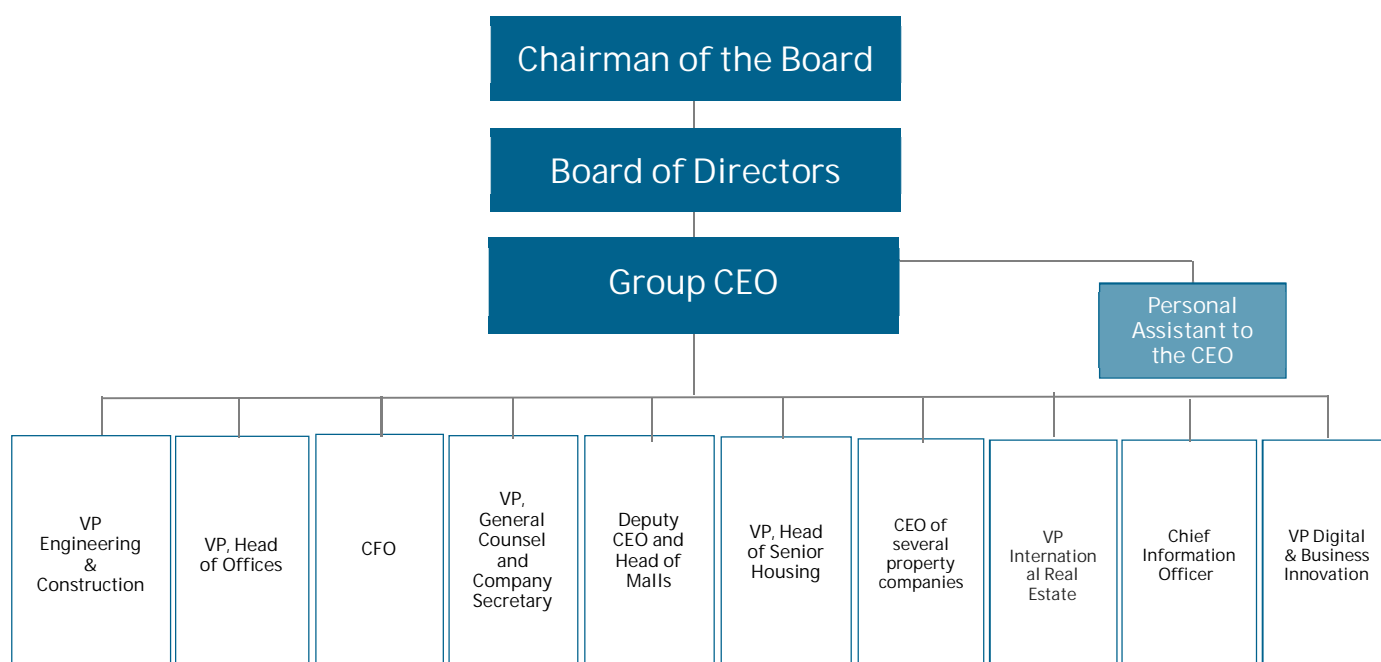 Chairman of the Board
Board of Directors
Group CEO
Personal
Assistant to
the CEO
VP
Engineering
&
Construction
VP, Head
of Offices
CFO
VP,
General
Counsel
and
Company
Secretary
Deputy
CEO and
Head of
Malls
VP, Head
of Senior
Housing
CEO of
several
property
companies
VP
Internation
al Real
Estate
Chief
Information
Officer
VP Digital
& Business
Innovation